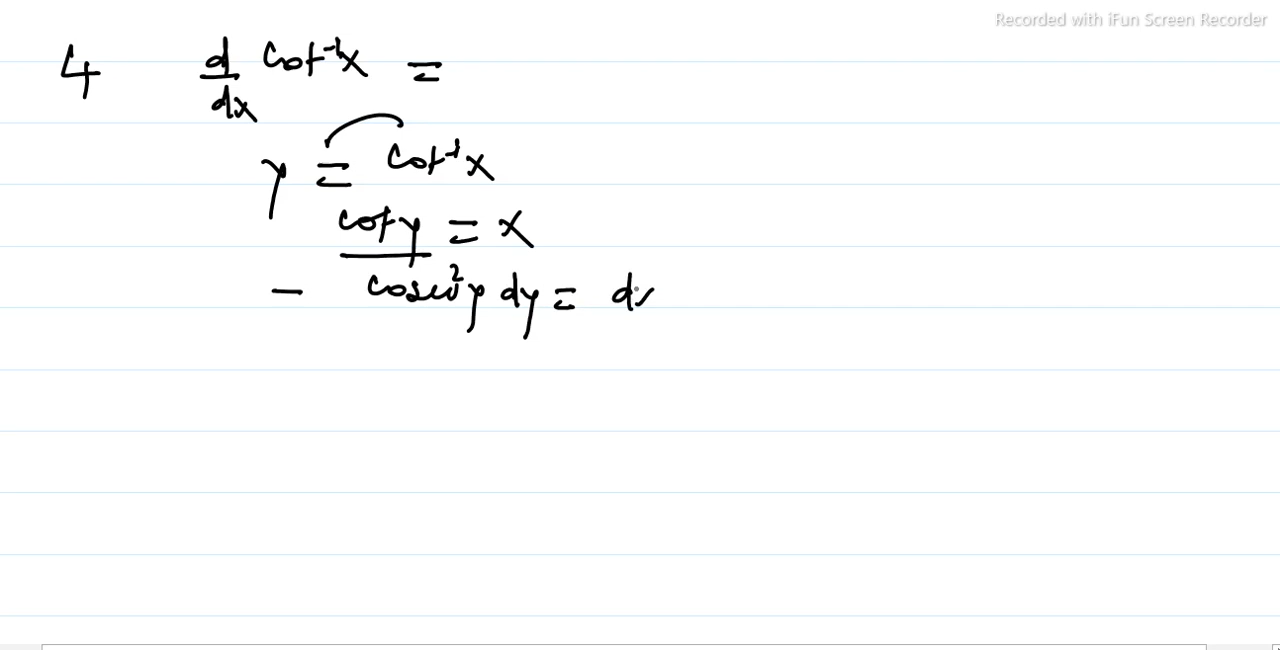 Recorded with iFun Screen Recorder
4 d/dx cot⁻¹x =
y = cot⁻¹x
cot y = x
- cosec²y dy = dx